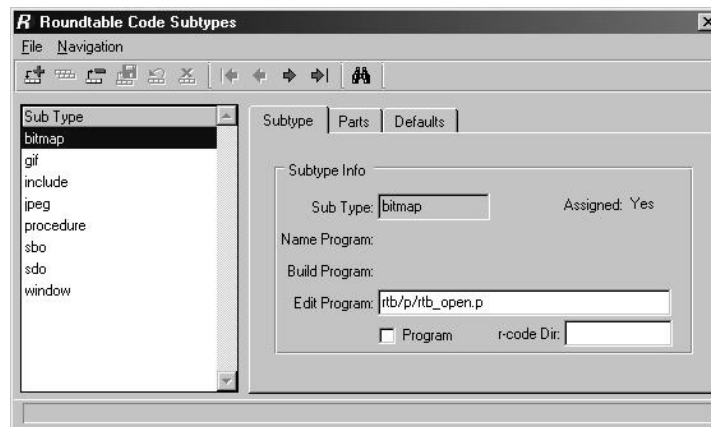 R Roundtable Code Subtypes
File Navigation
Sub Type
bitmap
gif
include
jpeg
procedure
sbo
sdo
window
Subtype Parts Defaults
Subtype Info
Sub Type: bitmap Assigned: Yes
Name Program:
Build Program:
Edit Program: rtb/p/rtb_open.p
Program r-code Dir: